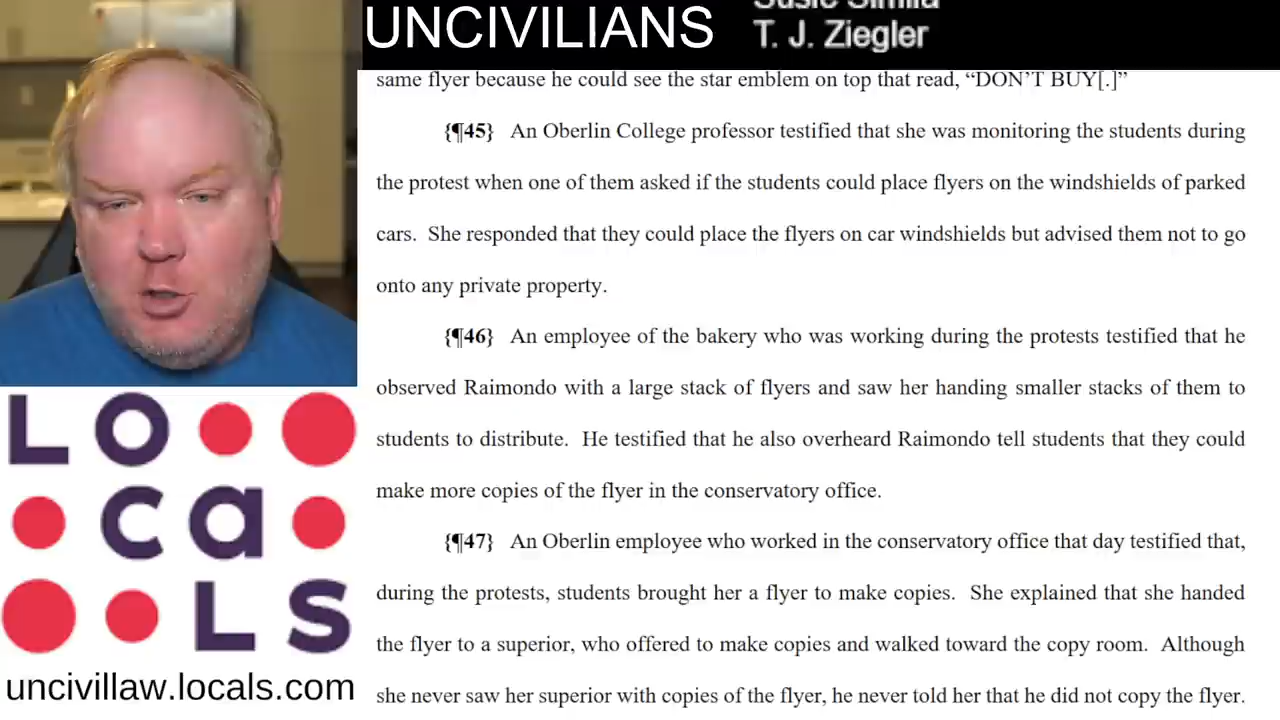 UNCIVILIANS
Susie Simila
T. J. Ziegler
same flyer because he could see the star emblem on top that read, “DON’T BUY[.]”
{¶45} An Oberlin College professor testified that she was monitoring the students during
the protest when one of them asked if the students could place flyers on the windshields of parked
cars. She responded that they could place the flyers on car windshields but advised them not to go
onto any private property.
{¶46} An employee of the bakery who was working during the protests testified that he
observed Raimondo with a large stack of flyers and saw her handing smaller stacks of them to
students to distribute. He testified that he also overheard Raimondo tell students that they could
make more copies of the flyer in the conservatory office.
{¶47} An Oberlin employee who worked in the conservatory office that day testified that,
during the protests, students brought her a flyer to make copies. She explained that she handed
the flyer to a superior, who offered to make copies and walked toward the copy room. Although
she never saw her superior with copies of the flyer, he never told her that he did not copy the flyer.
LO
ca
LS
uncivillaw.locals.com